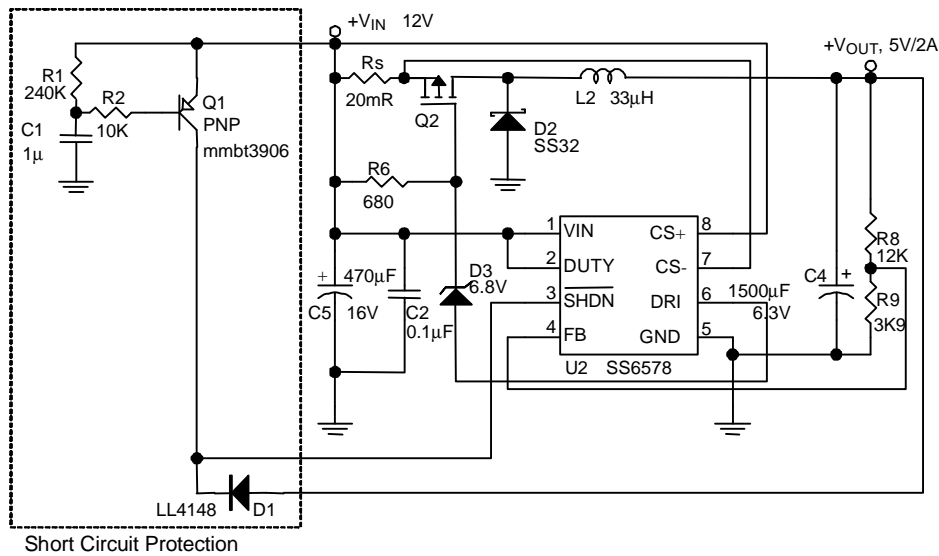 +VIN 12V
+VOUT, 5V/2A
R1
240K
R2
10K
Q1
PNP
mmbt3906
C1
1μ
Rs
20mR
Q2
L2 33μH
D2
SS32
R6
680
1 VIN CS+ 8
2 DUTY CS- 7
3 SHDN DRI 6
4 FB GND 5
U2 SS6578
D3
6.8V
+ 470μF
C5 16V
C2
0.1μF
R8
12K
C4 +
1500μF
6.3V
R9
3K9
LL4148 D1
Short Circuit Protection